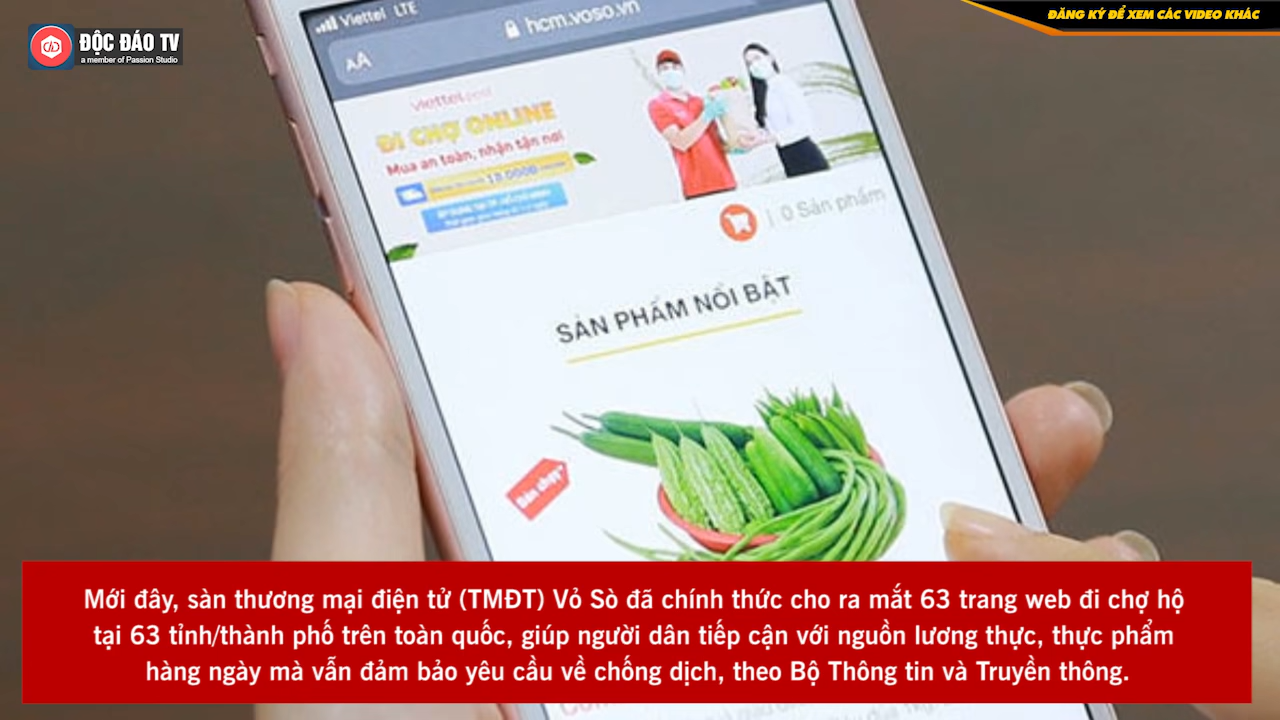 ĐỘC ĐÁO TV
a member of Passion Studio
ĐĂNG KÝ ĐỂ XEM CÁC VIDEO KHÁC
Viettel LTE
AA
hcm.voso.vn
viettel post
ĐI CHỢ ONLINE
Mua an toàn, nhận tận nơi
0 Sản phẩm
SẢN PHẨM NỔI BẬT
Bán chạy
Mới đây, sàn thương mại điện tử (TMĐT) Vỏ Sò đã chính thức cho ra mắt 63 trang web đi chợ hộ
tại 63 tỉnh/thành phố trên toàn quốc, giúp người dân tiếp cận với nguồn lương thực, thực phẩm
hàng ngày mà vẫn đảm bảo yêu cầu về chống dịch, theo Bộ Thông tin và Truyền thông.